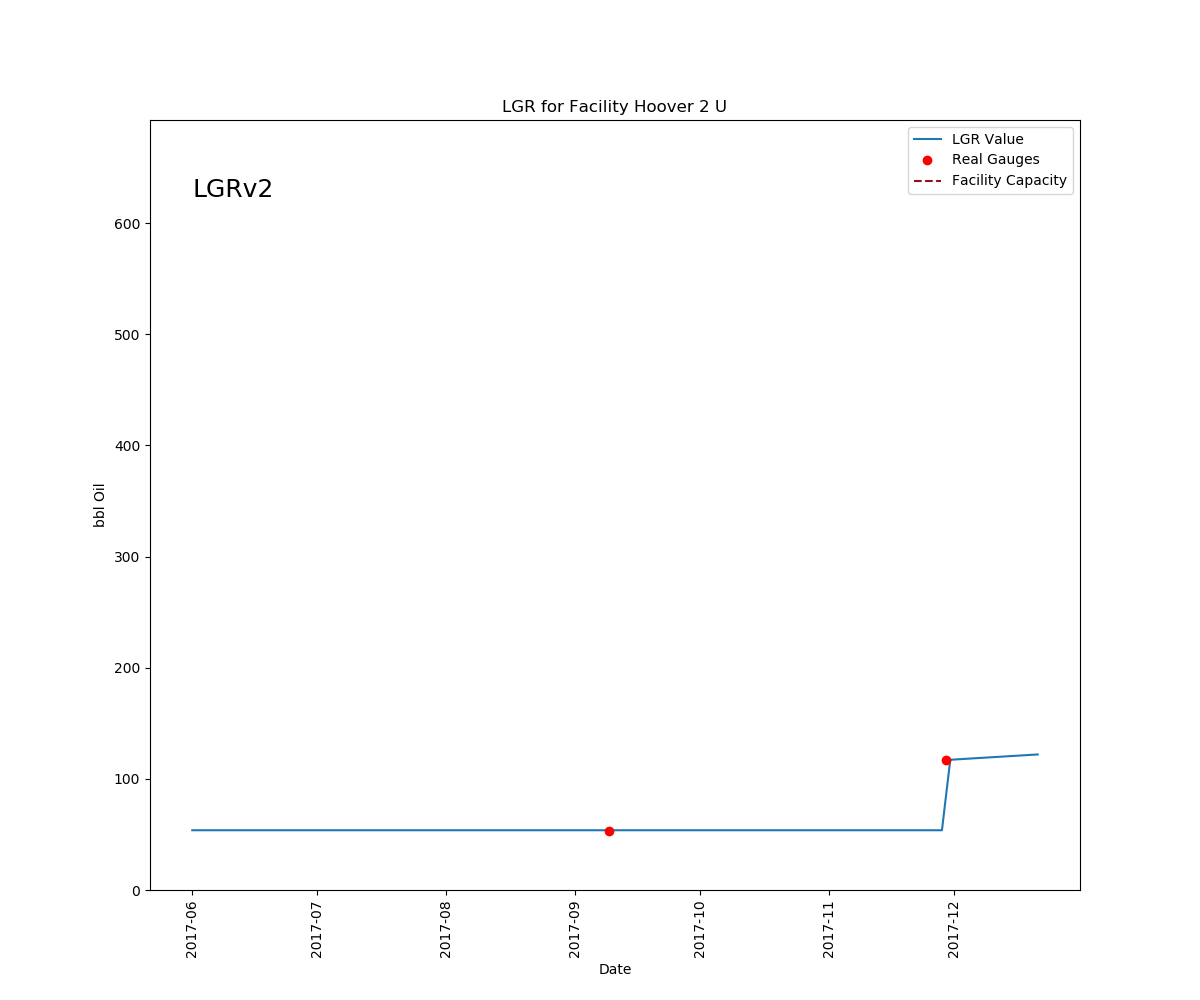 LGR for Facility Hoover 2 U
LGRv2
LGR Value
Real Gauges
Facility Capacity
600
500
400
300
200
100
0
bbl Oil
2017-06
2017-07
2017-08
2017-09
2017-10
2017-11
2017-12
Date